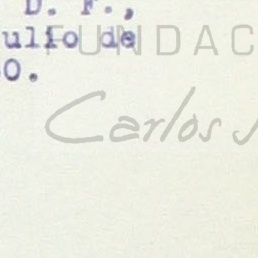 D. F.,
ulio de
FUNDAC
0.
Carlos